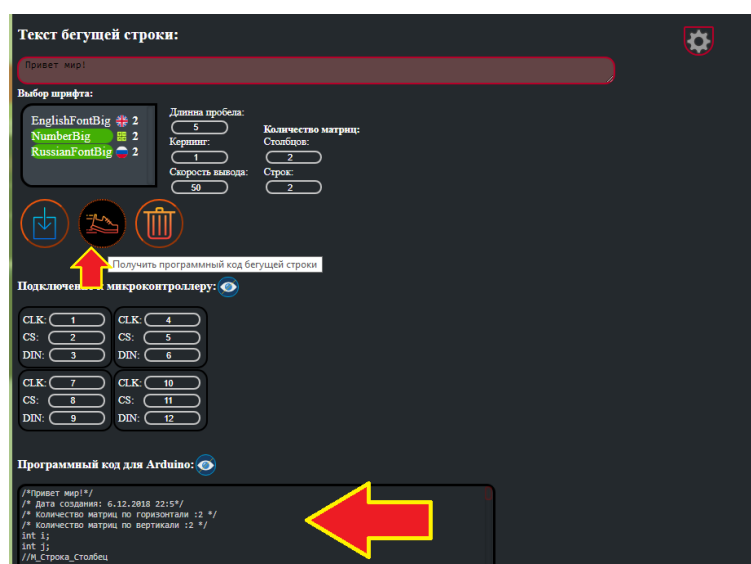 Текст бегущей строки:
Привет мир!
Выбор шрифта:
EnglishFontBig 2
NumberBig 2
RussianFontBig 2
Длинна пробела:
5
Кернинг:
1
Скорость вывода:
50
Количество матриц:
Столбцов:
2
Строк:
2
Получить программный код бегущей строки
Подключение к микроконтроллеру:
CLK: 1
CS: 2
DIN: 3
CLK: 4
CS: 5
DIN: 6
CLK: 7
CS: 8
DIN: 9
CLK: 10
CS: 11
DIN: 12
Программный код для Arduino:
/*Привет мир!*/
/* Дата создания: 6.12.2018 22:5*/
/* Количество матриц по горизонтали :2 */
/* Количество матриц по вертикали :2 */
int i;
int j;
//М_Строка_Столбец